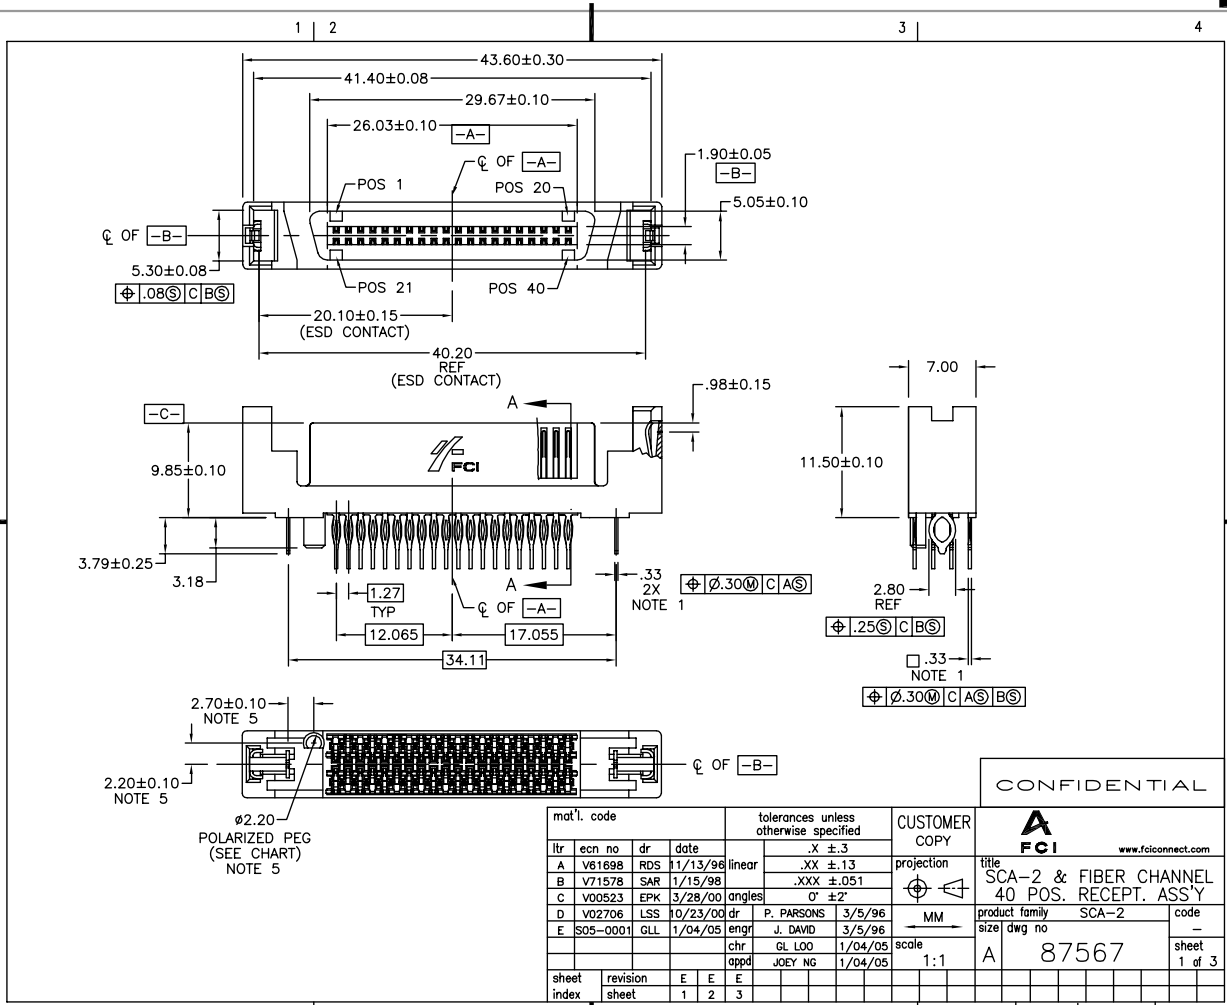 1 2 3 4
43.60±0.30
41.40±0.08
29.67±0.10
26.03±0.10
-A-
℄ OF -A-
1.90±0.05
-B-
POS 1
POS 20
5.05±0.10
℄ OF -B-
5.30±0.08
⌖ .08Ⓢ C BⓈ
POS 21
POS 40
20.10±0.15
(ESD CONTACT)
40.20
REF
(ESD CONTACT)
.98±0.15
7.00
-C-
A
9.85±0.10
FCI
11.50±0.10
3.79±0.25
3.18
1.27
TYP
A
℄ OF -A-
.33
2X
NOTE 1
⌖ Ø.30Ⓜ C AⓈ
2.80
REF
⌖ .25Ⓢ C BⓈ
12.065
17.055
34.11
□ .33
NOTE 1
⌖ Ø.30Ⓜ C AⓈ BⓈ
2.70±0.10
NOTE 5
2.20±0.10
NOTE 5
℄ OF -B-
ø2.20
POLARIZED PEG
(SEE CHART)
NOTE 5
CONFIDENTIAL
mat'l. code
tolerances unless
otherwise specified
CUSTOMER
COPY
FCI
www.fciconnect.com
ltr ecn no dr date
A V61698 RDS 11/13/96
B V71578 SAR 1/15/98
C V00523 EPK 3/28/00
D V02706 LSS 10/23/00
E S05-0001 GLL 1/04/05
linear
.X ±.3
.XX ±.13
.XXX ±.051
angles 0° ±2°
dr P. PARSONS 3/5/96
engr J. DAVID 3/5/96
chr GL LOO 1/04/05
appd JOEY NG 1/04/05
projection
MM
scale
1:1
title
SCA-2 & FIBER CHANNEL
40 POS. RECEPT. ASS'Y
product family SCA-2
code
-
size
A
dwg no
87567
sheet
1 of 3
sheet revision E E E
index sheet 1 2 3